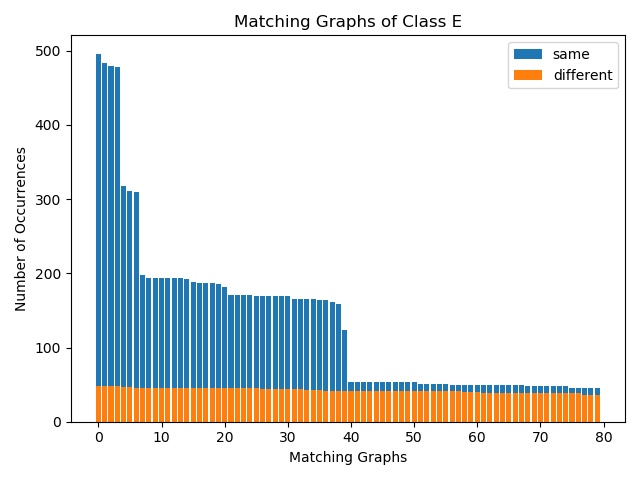 Matching Graphs of Class E
same
different
Number of Occurrences
500
400
300
200
100
0
0 10 20 30 40 50 60 70 80
Matching Graphs